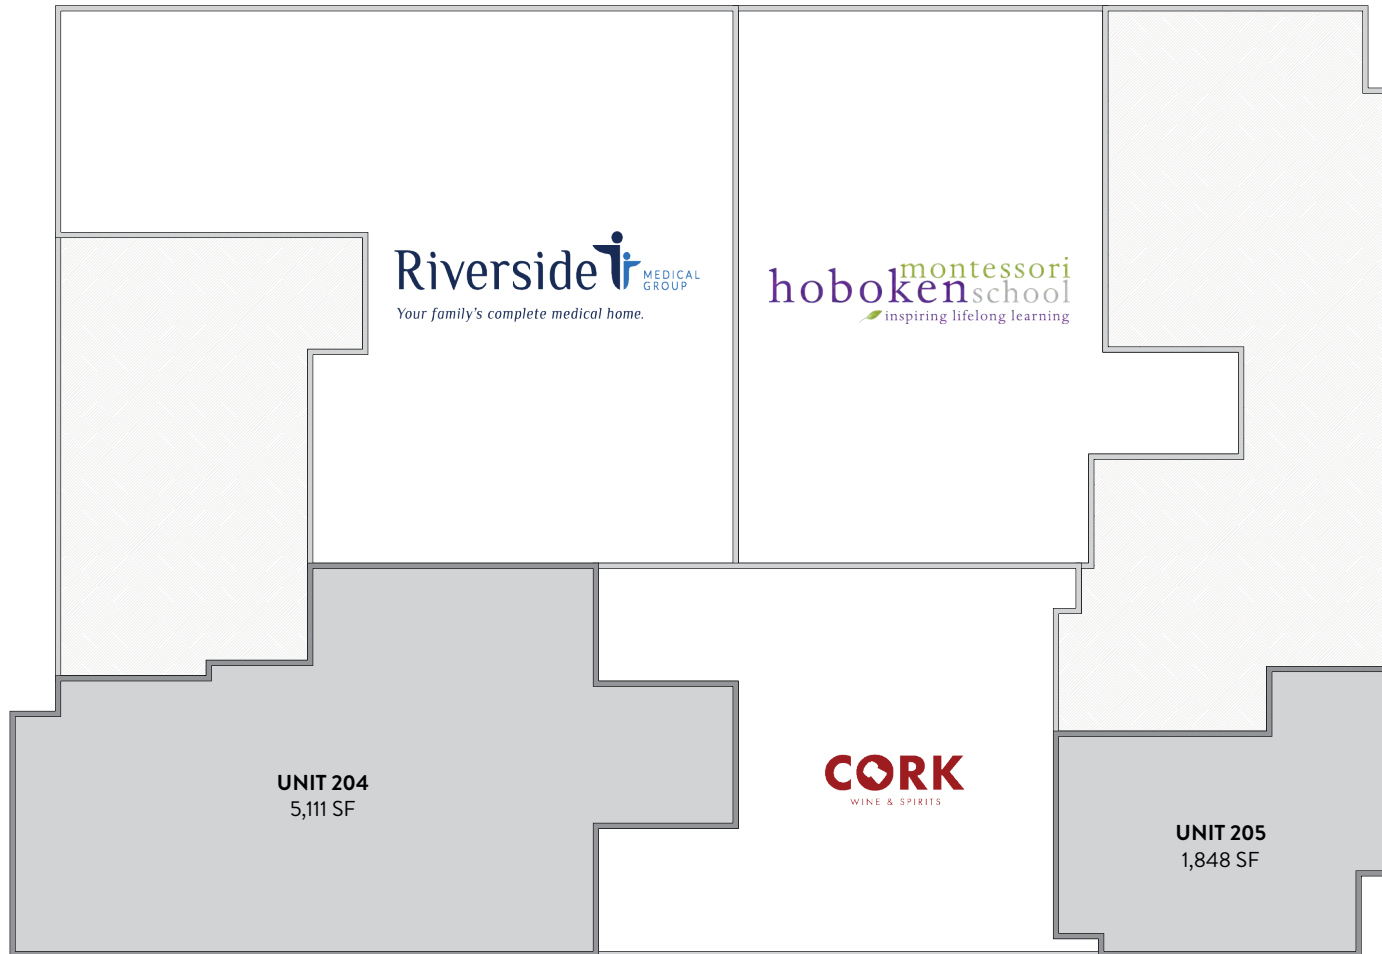 Riverside MEDICAL
GROUP
Your family's complete medical home.
montessori
hoboken school
inspiring lifelong learning
CORK
WINE & SPIRITS
UNIT 204
5,111 SF
UNIT 205
1,848 SF